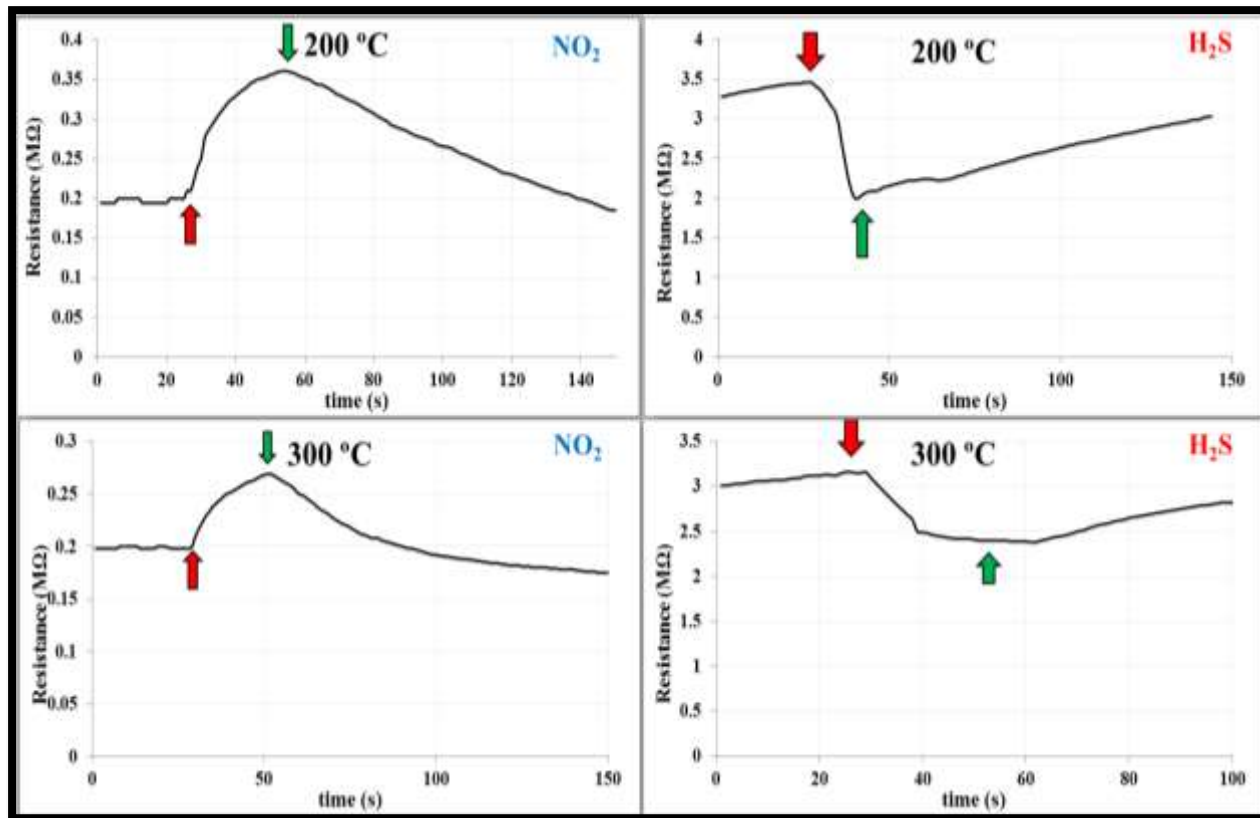 200 ºC
NO2
Resistance (MΩ)
0.4
0.35
0.3
0.25
0.2
0.15
0.1
0.05
0
0 20 40 60 80 100 120 140
time (s)
200 ºC
H2S
Resistance (MΩ)
4
3.5
3
2.5
2
1.5
1
0.5
0
0 50 100 150
time (s)
300 ºC
NO2
Resistance (MΩ)
0.3
0.25
0.2
0.15
0.1
0.05
0
0 50 100 150
time (s)
300 ºC
H2S
Resistance (MΩ)
3.5
3
2.5
2
1.5
1
0.5
0
0 20 40 60 80 100
time (s)